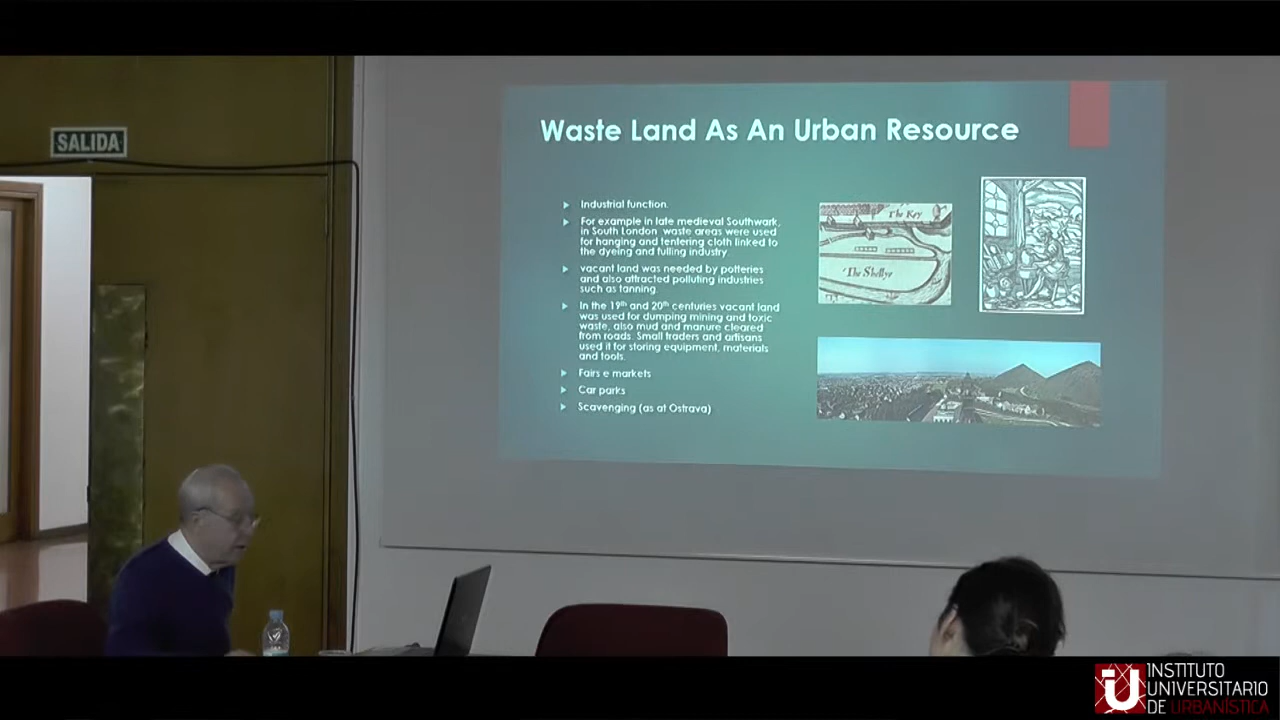 SALIDA
Waste Land As An Urban Resource
Industrial function.
For example in late medieval Southwark,
in South London waste areas were used
for hanging and tentering cloth linked to
the dyeing and fulling industry
vacant land was needed by potteries
and also attracted polluting industries
such as tanning.
In the 19th and 20th centuries vacant land
was used for dumping mining and toxic
waste, also mud and manure cleared
from roads. Small traders and artisans
used it for storing equipment, materials
and tools.
Fairs e markets
Car parks
Scavenging (as at Ostrava)
The Key
The Shellye
INSTITUTO
UNIVERSITARIO
DE URBANÍSTICA